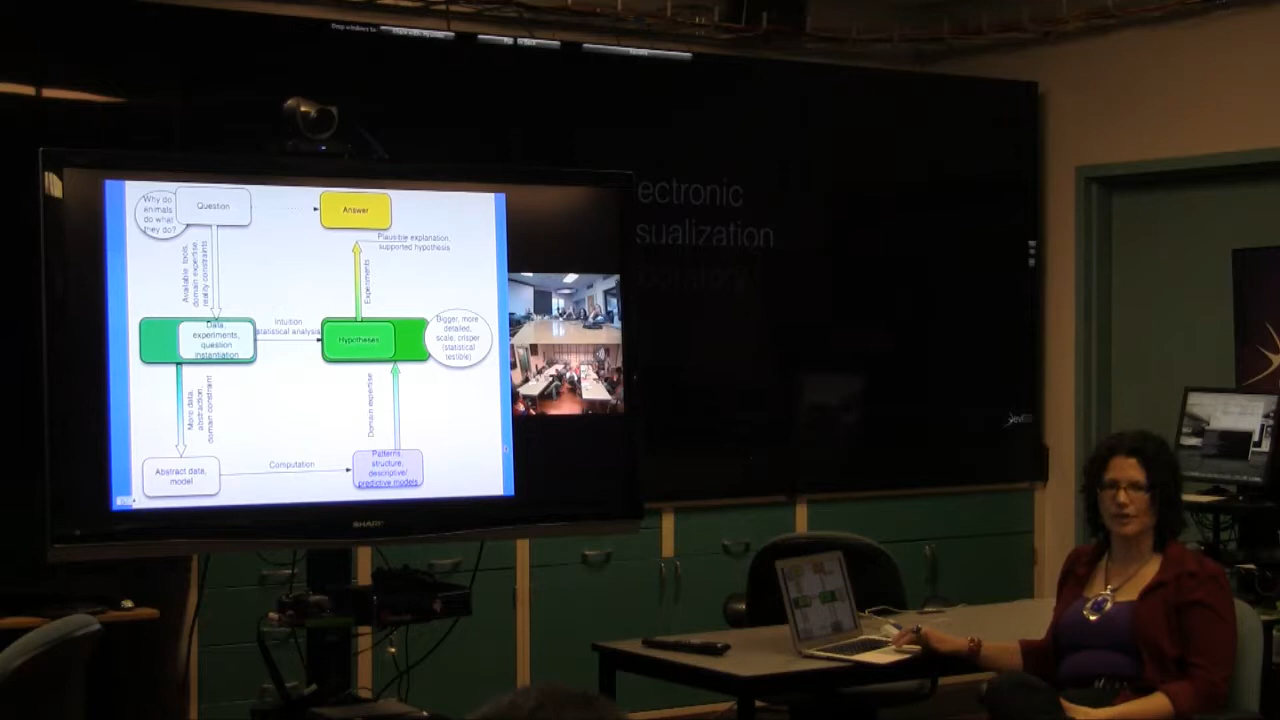 ectronic
sualization
Why do
animals
do what
they do?
Question
Answer
Plausible explanation,
supported hypothesis
Available tools,
domain expertise,
reality constraints
Experiments
Data,
experiments,
question
instantiation
Intuition
statistical analysis
Hypotheses
Bigger, more
detailed,
scale, crisper
(statistical
testible)
More data,
abstraction
domain constraint
Domain expertise
Abstract date,
model
Computation
Patterns,
structure,
descriptive/
predictive models
SHARP